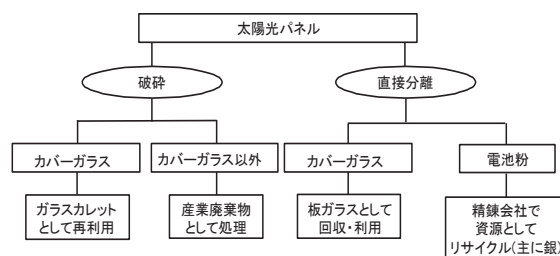 太陽光パネル
破砕
直接分離
カバーガラス
カバーガラス以外
カバーガラス
電池粉
ガラスカレット
として再利用
産業廃棄物
として処理
板ガラスとして
回収・利用
精錬会社で
資源として
リサイクル(主に銀)